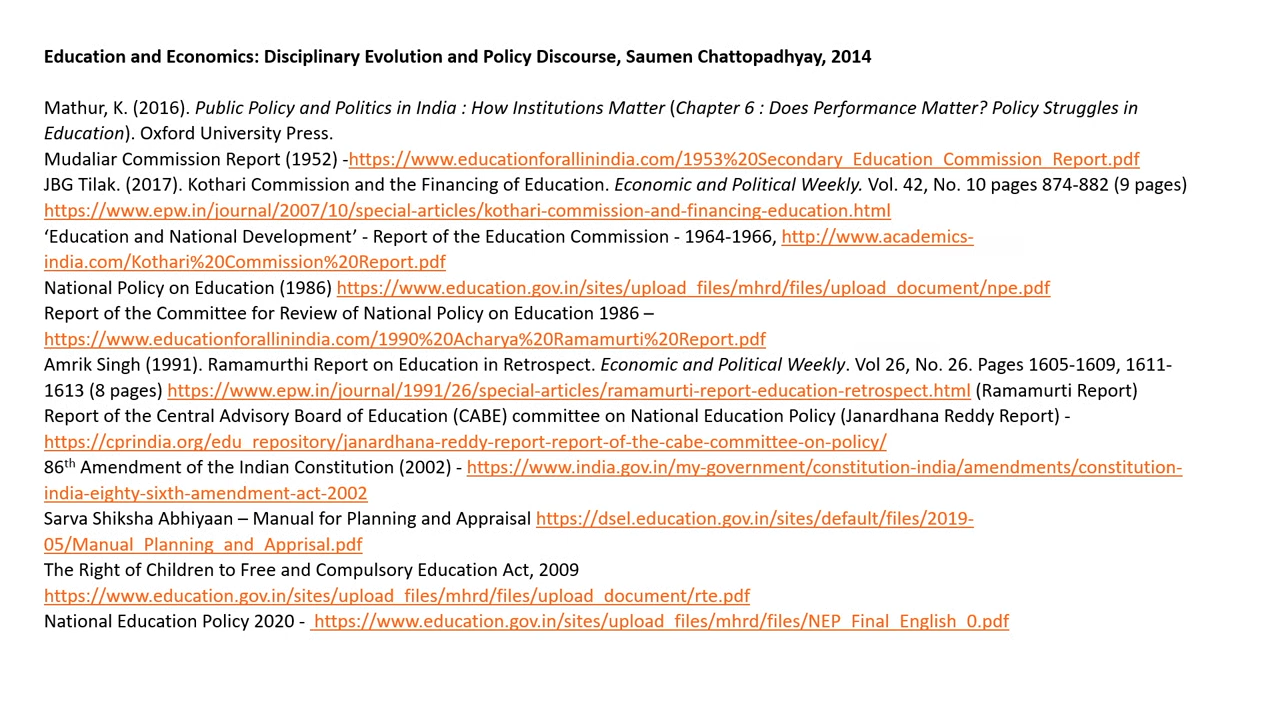 Education and Economics: Disciplinary Evolution and Policy Discourse, Saumen Chattopadhyay, 2014
Mathur, K. (2016). Public Policy and Politics in India : How Institutions Matter (Chapter 6 : Does Performance Matter? Policy Struggles in
Education). Oxford University Press.
Mudaliar Commission Report (1952) -https://www.educationforallinindia.com/1953%20Secondary_Education_Commission_Report.pdf
JBG Tilak. (2017). Kothari Commission and the Financing of Education. Economic and Political Weekly. Vol. 42, No. 10 pages 874-882 (9 pages)
https://www.epw.in/journal/2007/10/special-articles/kothari-commission-and-financing-education.html
‘Education and National Development’ - Report of the Education Commission - 1964-1966, http://www.academics-
india.com/Kothari%20Commission%20Report.pdf
National Policy on Education (1986) https://www.education.gov.in/sites/upload_files/mhrd/files/upload_document/npe.pdf
Report of the Committee for Review of National Policy on Education 1986 –
https://www.educationforallinindia.com/1990%20Acharya%20Ramamurti%20Report.pdf
Amrik Singh (1991). Ramamurthi Report on Education in Retrospect. Economic and Political Weekly. Vol 26, No. 26. Pages 1605-1609, 1611-
1613 (8 pages) https://www.epw.in/journal/1991/26/special-articles/ramamurti-report-education-retrospect.html (Ramamurti Report)
Report of the Central Advisory Board of Education (CABE) committee on National Education Policy (Janardhana Reddy Report) -
https://cprindia.org/edu_repository/janardhana-reddy-report-report-of-the-cabe-committee-on-policy/
86th Amendment of the Indian Constitution (2002) - https://www.india.gov.in/my-government/constitution-india/amendments/constitution-
india-eighty-sixth-amendment-act-2002
Sarva Shiksha Abhiyaan – Manual for Planning and Appraisal https://dsel.education.gov.in/sites/default/files/2019-
05/Manual_Planning_and_Apprisal.pdf
The Right of Children to Free and Compulsory Education Act, 2009
https://www.education.gov.in/sites/upload_files/mhrd/files/upload_document/rte.pdf
National Education Policy 2020 - https://www.education.gov.in/sites/upload_files/mhrd/files/NEP_Final_English_0.pdf